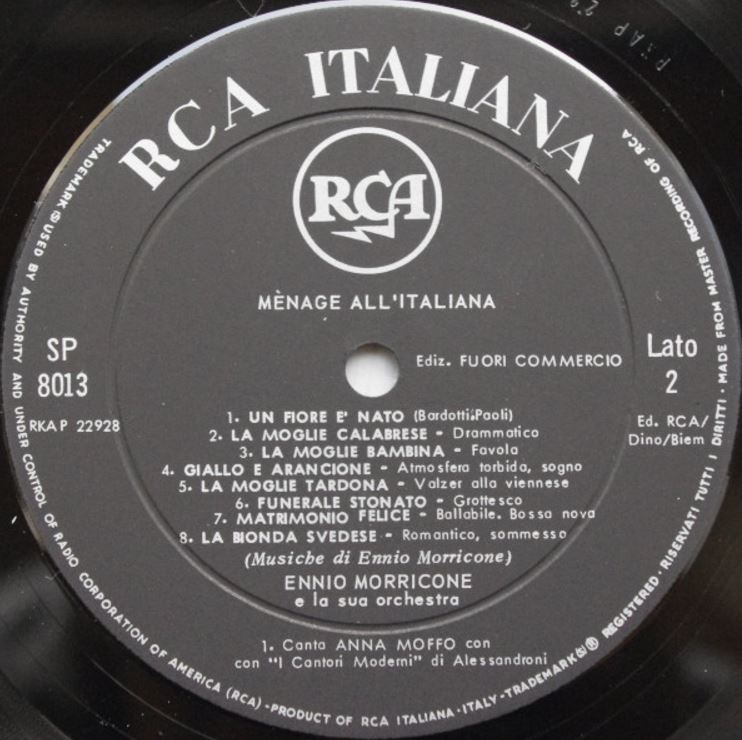 RCA ITALIANA
RCA
MÈNAGE ALL'ITALIANA
SP
8013
Ediz. FUORI COMMERCIO
Lato
2
RKAP 22928
Ed. RCA/
Dino/Biem
1. UN FIORE E' NATO (Bardotti-Paoli)
2. LA MOGLIE CALABRESE - Drammatico
3. LA MOGLIE BAMBINA - Favola
4. GIALLO E ARANCIONE - Atmosfera torbida, sogno
5. LA MOGLIE TARDONA - Valzer alla viennese
6. FUNERALE STONATO - Grottesco
7. MATRIMONIO FELICE - Ballabile. Bossa nova
8. LA BIONDA SVEDESE - Romantico, sommesso
(Musiche di Ennio Morricone)
ENNIO MORRICONE
e la sua orchestra
1. Canta ANNA MOFFO con
con "I Cantori Moderni" di Alessandroni
TRADEMARK(S) USED BY AUTHORITY AND UNDER CONTROL OF RADIO CORPORATION OF AMERICA (RCA) · PRODUCT OF RCA ITALIANA · ITALY · TRADEMARK(S) ® REGISTERED · RISERVATI TUTTI I DIRITTI · MADE FROM MASTER RECORDING OF RCA